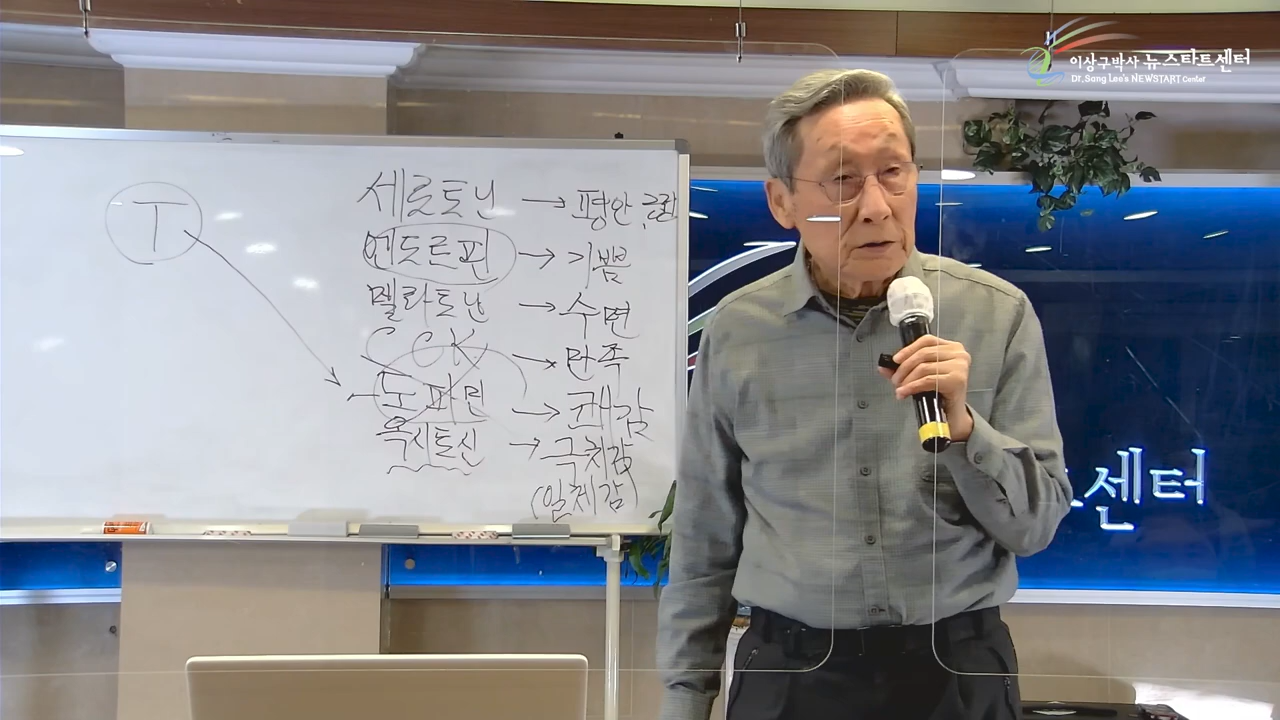 이상구박사 뉴스타트센터
Dr. Sang Lee's NEWSTART Center
T
세로토닌 → 평안
엔도르핀 → 기쁨
멜라토닌 → 수면
CCK → 만족
도파민 → 쾌감
옥시토신 → 극치감
(일체감)
센터